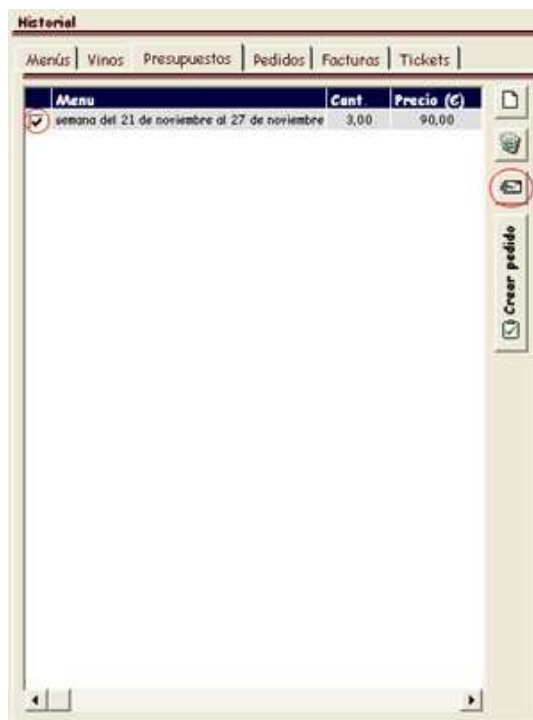 Historial
Menús Vinos Presupuestos Pedidos Facturas Tickets
Menu Cant. Precio (€)
semana del 21 de noviembre al 27 de noviembre 3,00 90,00
Crear pedido